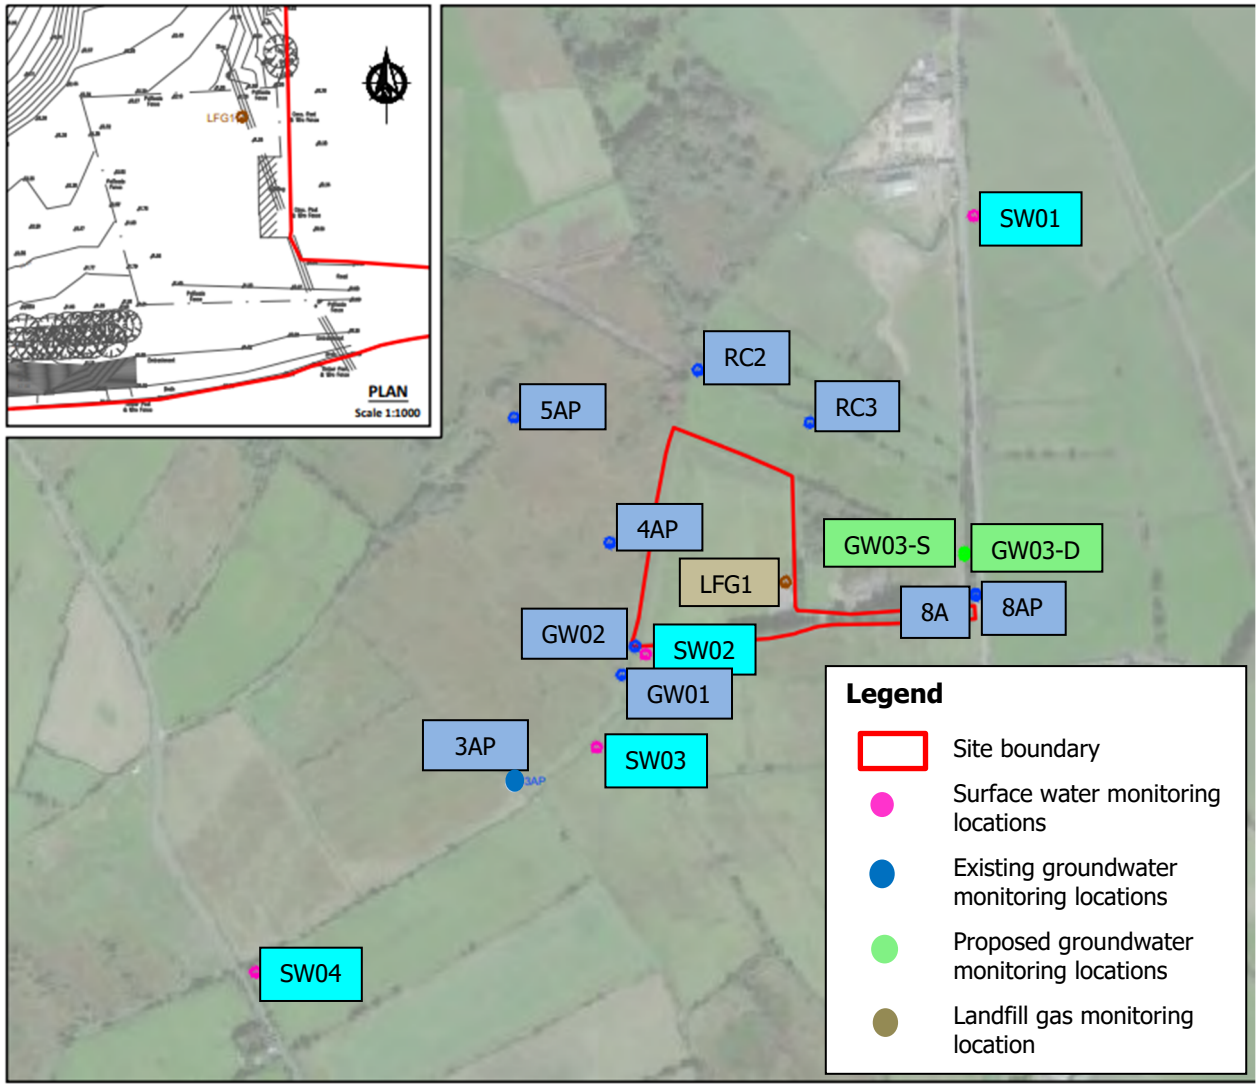 LFG1
PLAN
Scale 1:1000
SW01
RC2
RC3
5AP
4AP
GW03-S
GW03-D
LFG1
8A
8AP
GW02
SW02
GW01
3AP
SW03
3AP
SW04
Legend
Site boundary
Surface water monitoring
locations
Existing groundwater
monitoring locations
Proposed groundwater
monitoring locations
Landfill gas monitoring
location